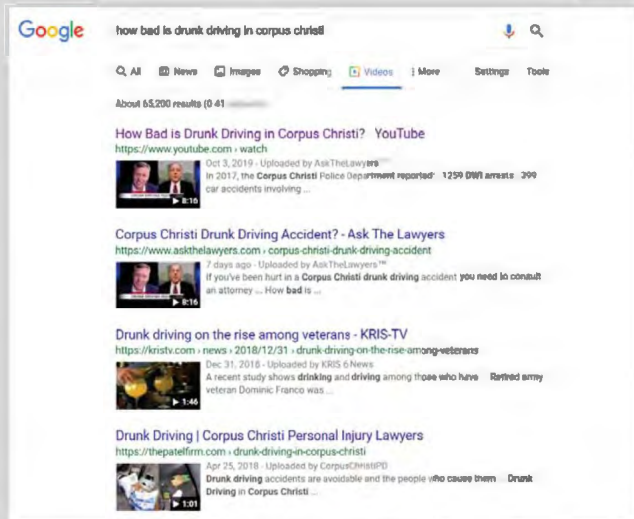 Google
how bad is drunk driving in corpus christi
All News Images Shopping Videos More Settings Tools
About 65,200 results (0.41
How Bad is Drunk Driving in Corpus Christi? YouTube
https://www.youtube.com › watch
Oct 3, 2019 - Uploaded by AskTheLawyers
In 2017, the Corpus Christi Police Department reported: 1259 DWI arrests 399
car accidents involving ...
8:16
Corpus Christi Drunk Driving Accident? - Ask The Lawyers
https://www.askthelawyers.com › corpus-christi-drunk-driving-accident
7 days ago - Uploaded by AskTheLawyers™
If you've been hurt in a Corpus Christi drunk driving accident you need to consult
an attorney ... How bad is ...
8:16
Drunk driving on the rise among veterans - KRIS-TV
https://kristv.com › news › 2018/12/31 › drunk-driving-on-the-rise-among-veterans
Dec 31, 2018 - Uploaded by KRIS 6 News
A recent study shows drinking and driving among those who have Retired army
veteran Dominic Franco was ...
1:46
Drunk Driving | Corpus Christi Personal Injury Lawyers
https://thepatelfirm.com › drunk-driving-in-corpus-christi
Apr 25, 2018 - Uploaded by CorpusChristiPD
Drunk driving accidents are avoidable and the people who cause them Drunk
Driving in Corpus Christi ...
1:01